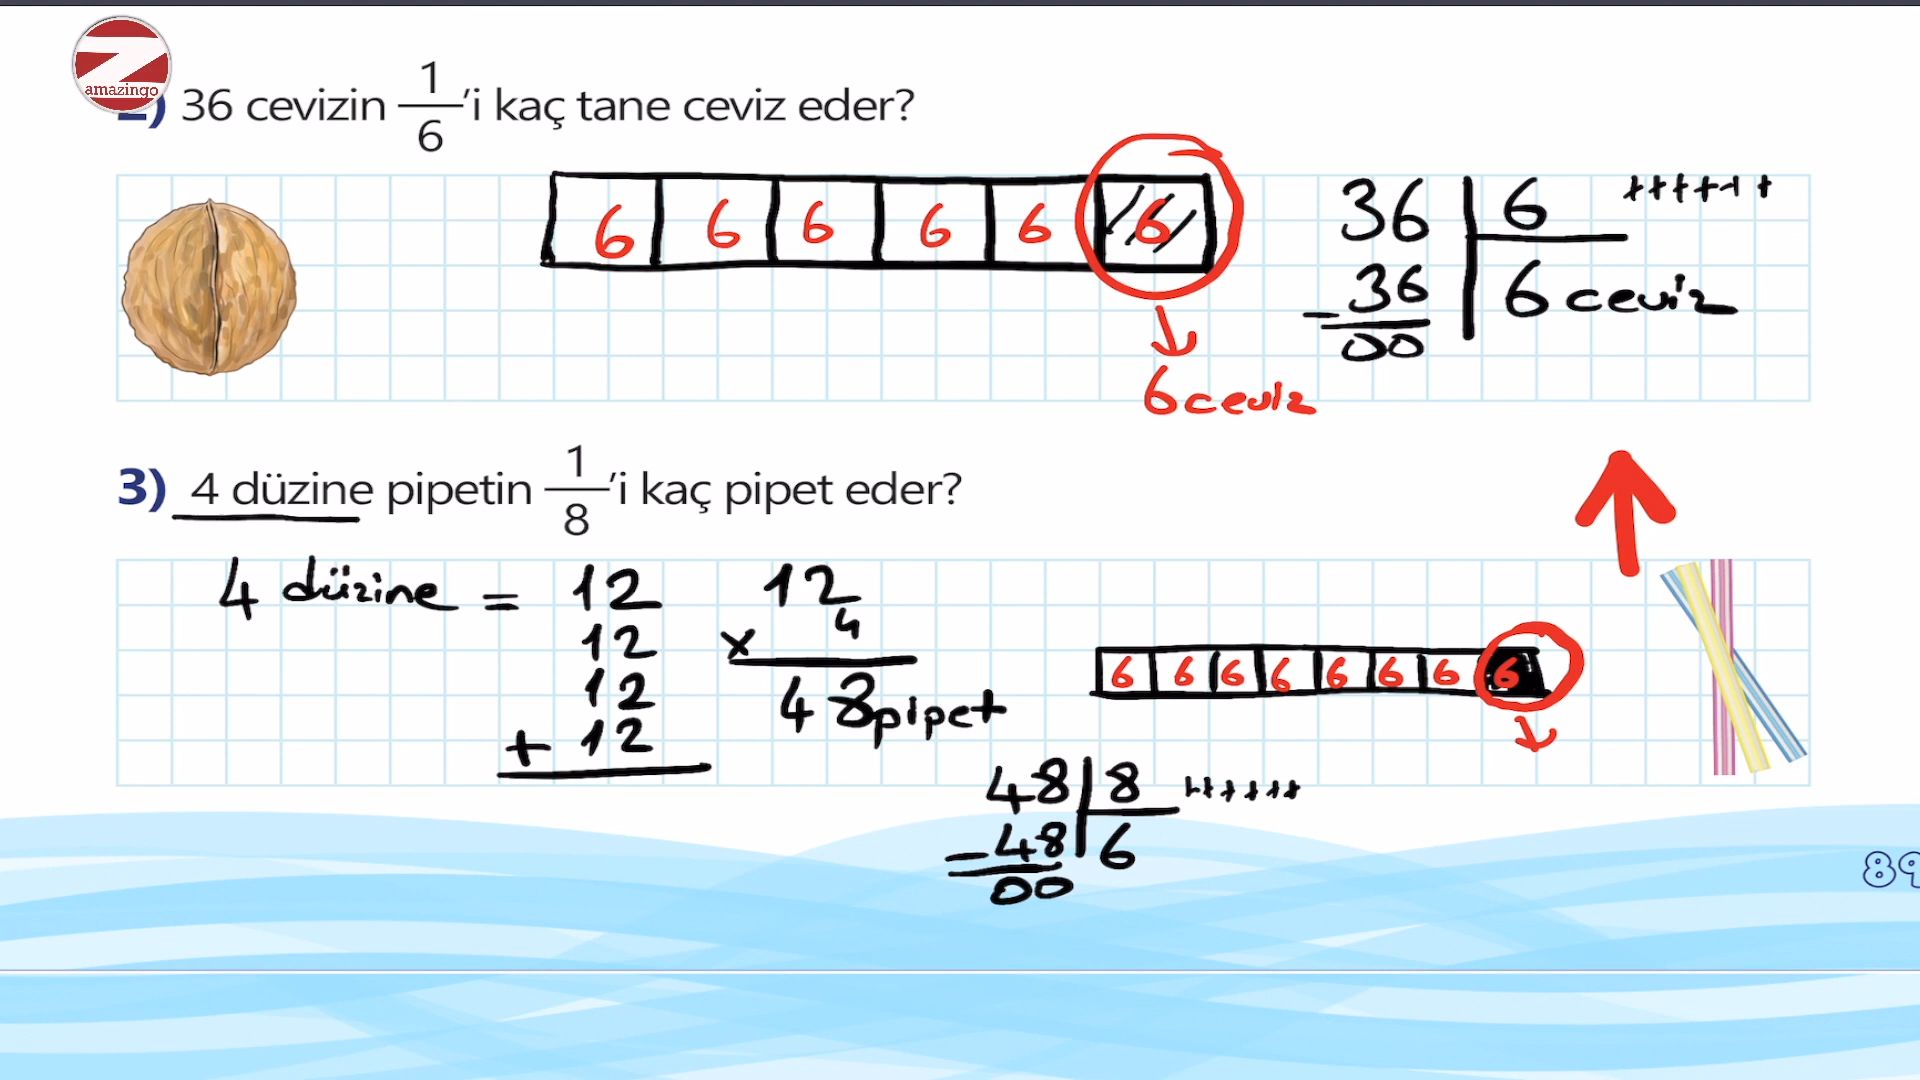 amazingo
2) 36 cevizin 1/6 'i kaç tane ceviz eder?
6 6 6 6 6 6
6 ceviz
36 6
- 36 6 ceviz
00
3) 4 düzine pipetin 1/8 'i kaç pipet eder?
4 düzine = 12
12
12
+ 12
12
x 4
48 pipet
6 6 6 6 6 6 6 6
48 8
- 48 6
00
89